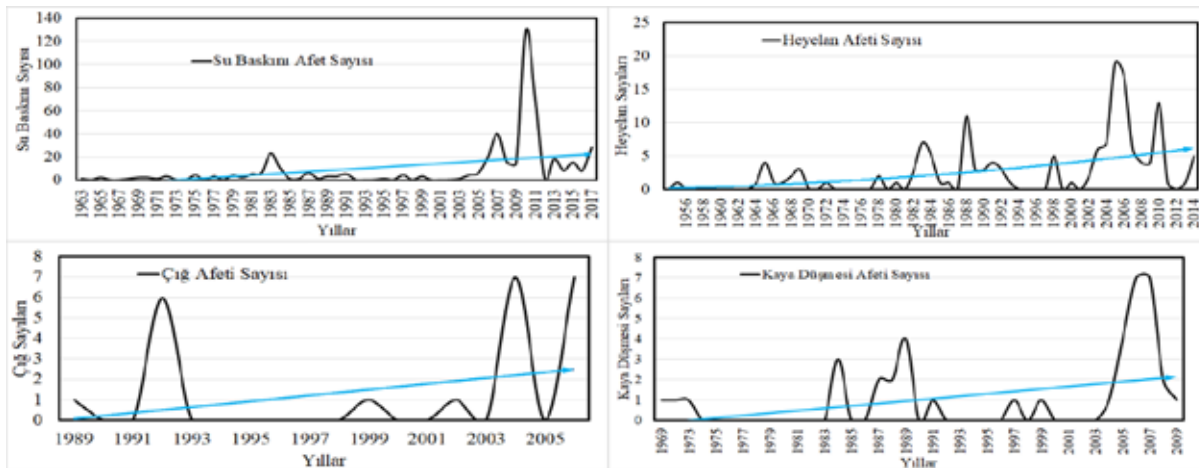 Su Baskını Sayısı
140
120
100
80
60
40
20
0
Su Baskını Afet Sayısı
1963 1965 1967 1969 1971 1973 1975 1977 1979 1981 1983 1985 1987 1989 1991 1993 1995 1997 1999 2001 2003 2005 2007 2009 2011 2013 2015 2017
Yıllar
Heyelan Sayıları
25
20
15
10
5
0
Heyelan Afeti Sayısı
1956 1958 1960 1962 1964 1966 1968 1970 1972 1974 1976 1978 1980 1982 1984 1986 1988 1990 1992 1994 1996 1998 2000 2002 2004 2006 2008 2010 2012 2014
Yıllar
Çığ Sayıları
8
7
6
5
4
3
2
1
0
Çığ Afeti Sayısı
1989 1991 1993 1995 1997 1999 2001 2003 2005
Yıllar
Kaya Düşmesi Sayıları
8
7
6
5
4
3
2
1
0
Kaya Düşmesi Afeti Sayısı
1969 1973 1975 1977 1979 1981 1983 1985 1987 1989 1991 1993 1995 1997 1999 2001 2003 2005 2007 2009
Yıllar